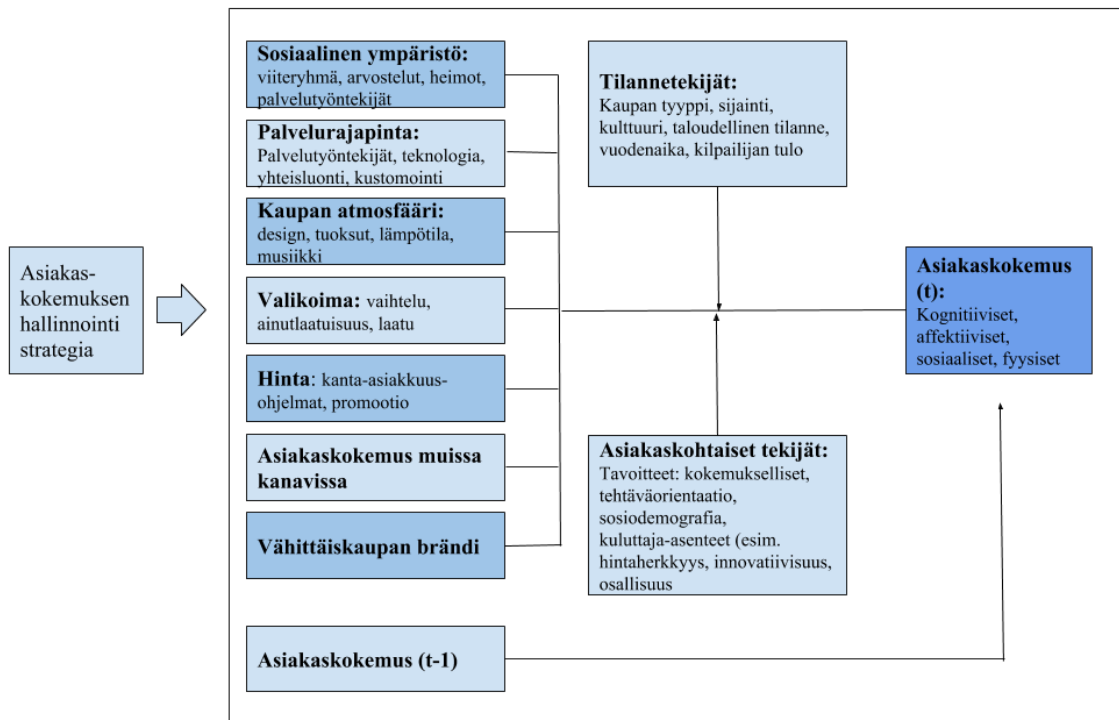 Asiakas-
kokemuksen
hallinnointi
strategia
Sosiaalinen ympäristö:
viiteryhmä, arvostelut, heimot,
palvelutyöntekijät
Palvelurajapinta:
Palvelutyöntekijät, teknologia,
yhteisluonti, kustomointi
Kaupan atmosfääri:
design, tuoksut, lämpötila,
musiikki
Valikoima: vaihtelu,
ainutlaatuisuus, laatu
Hinta: kanta-asiakkuus-
ohjelmat, promootio
Asiakaskokemus muissa
kanavissa
Vähittäiskaupan brändi
Asiakaskokemus (t-1)
Tilannetekijät:
Kaupan tyyppi, sijainti,
kulttuuri, taloudellinen tilanne,
vuodenaika, kilpailijan tulo
Asiakaskohtaiset tekijät:
Tavoitteet: kokemukselliset,
tehtäväorientaatio,
sosiodemografia,
kuluttaja-asenteet (esim.
hintaherkkyys, innovatiivisuus,
osallisuus
Asiakaskokemus
(t):
Kognitiiviset,
affektiiviset,
sosiaaliset, fyysiset